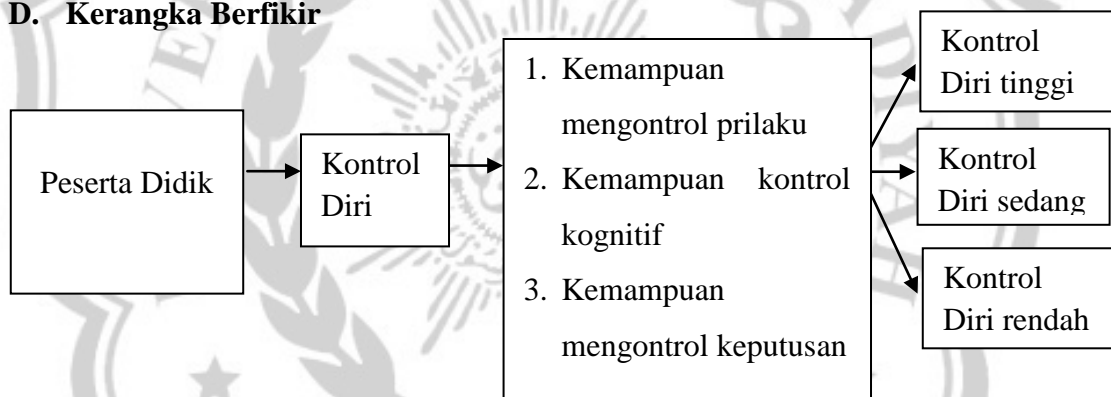 D. Kerangka Berfikir
Peserta Didik
Kontrol
Diri
1. Kemampuan
mengontrol prilaku
2. Kemampuan kontrol
kognitif
3. Kemampuan
mengontrol keputusan
Kontrol
Diri tinggi
Kontrol
Diri sedang
Kontrol
Diri rendah